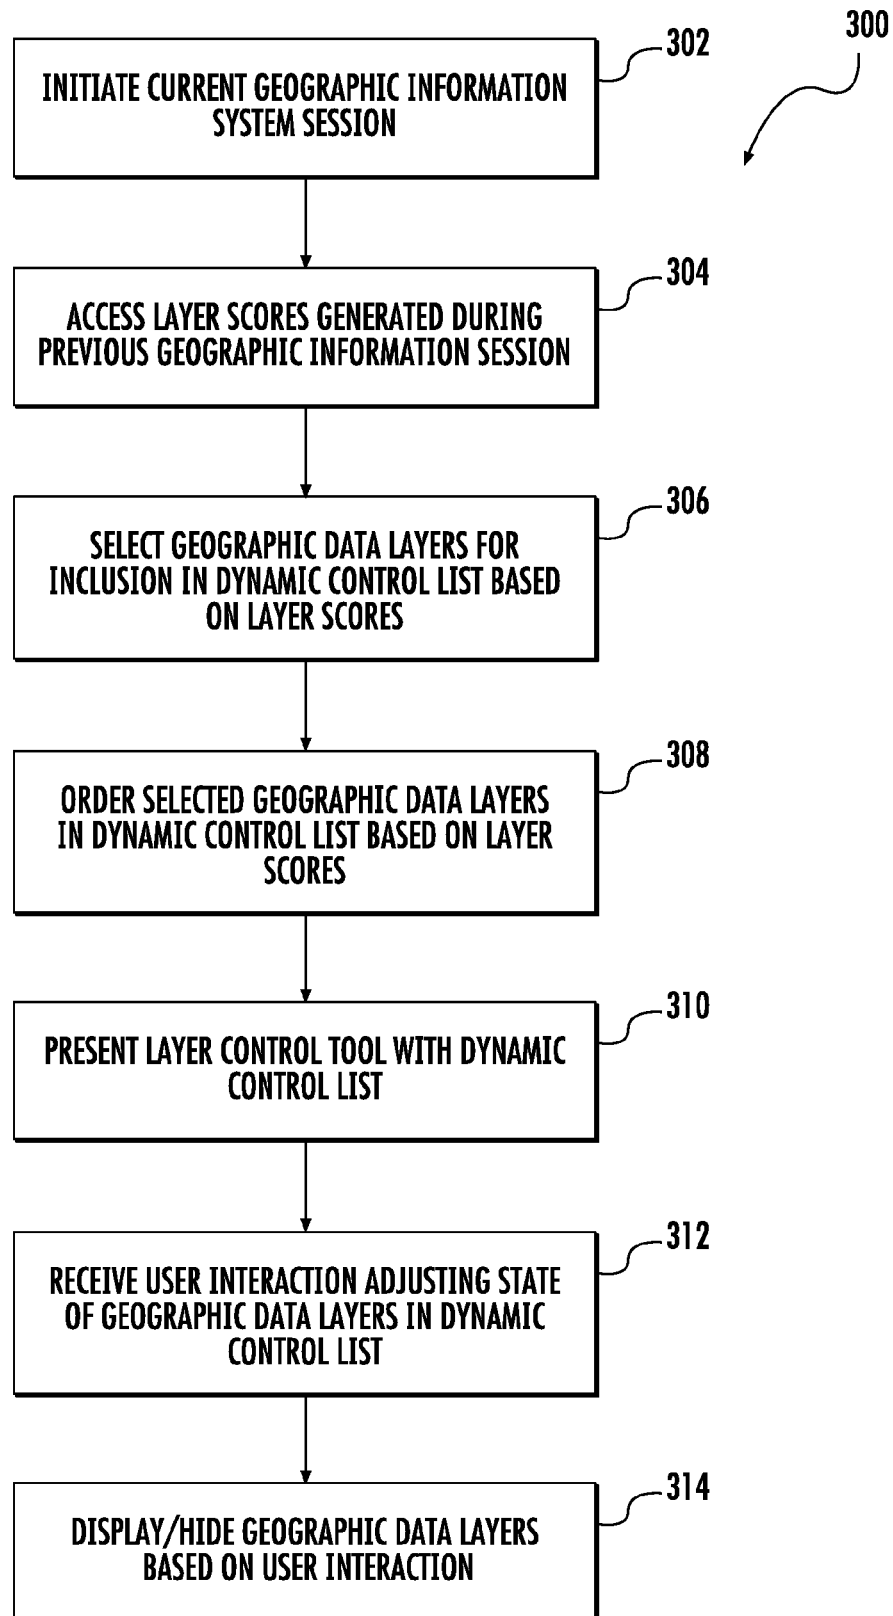 300
302
INITIATE CURRENT GEOGRAPHIC INFORMATION
SYSTEM SESSION
304
ACCESS LAYER SCORES GENERATED DURING
PREVIOUS GEOGRAPHIC INFORMATION SESSION
306
SELECT GEOGRAPHIC DATA LAYERS FOR
INCLUSION IN DYNAMIC CONTROL LIST BASED
ON LAYER SCORES
308
ORDER SELECTED GEOGRAPHIC DATA LAYERS
IN DYNAMIC CONTROL LIST BASED ON LAYER
SCORES
310
PRESENT LAYER CONTROL TOOL WITH DYNAMIC
CONTROL LIST
312
RECEIVE USER INTERACTION ADJUSTING STATE
OF GEOGRAPHIC DATA LAYERS IN DYNAMIC
CONTROL LIST
314
DISPLAY/HIDE GEOGRAPHIC DATA LAYERS
BASED ON USER INTERACTION